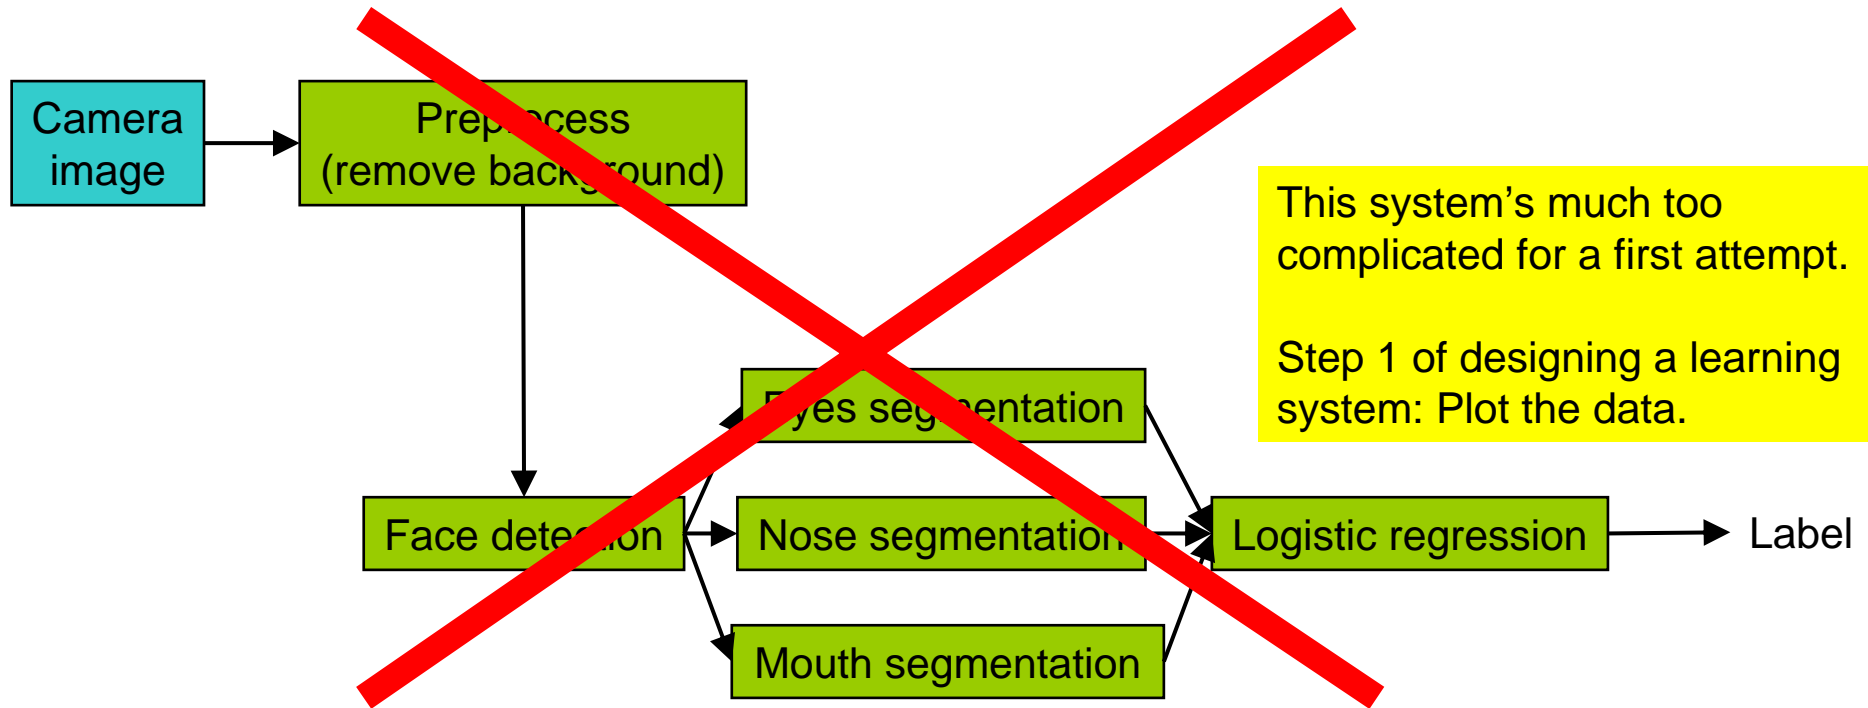 Camera
image
Preprocess
(remove background)
This system’s much too
complicated for a first attempt.
Step 1 of designing a learning
system: Plot the data.
Eyes segmentation
Face detection
Nose segmentation
Logistic regression
Label
Mouth segmentation